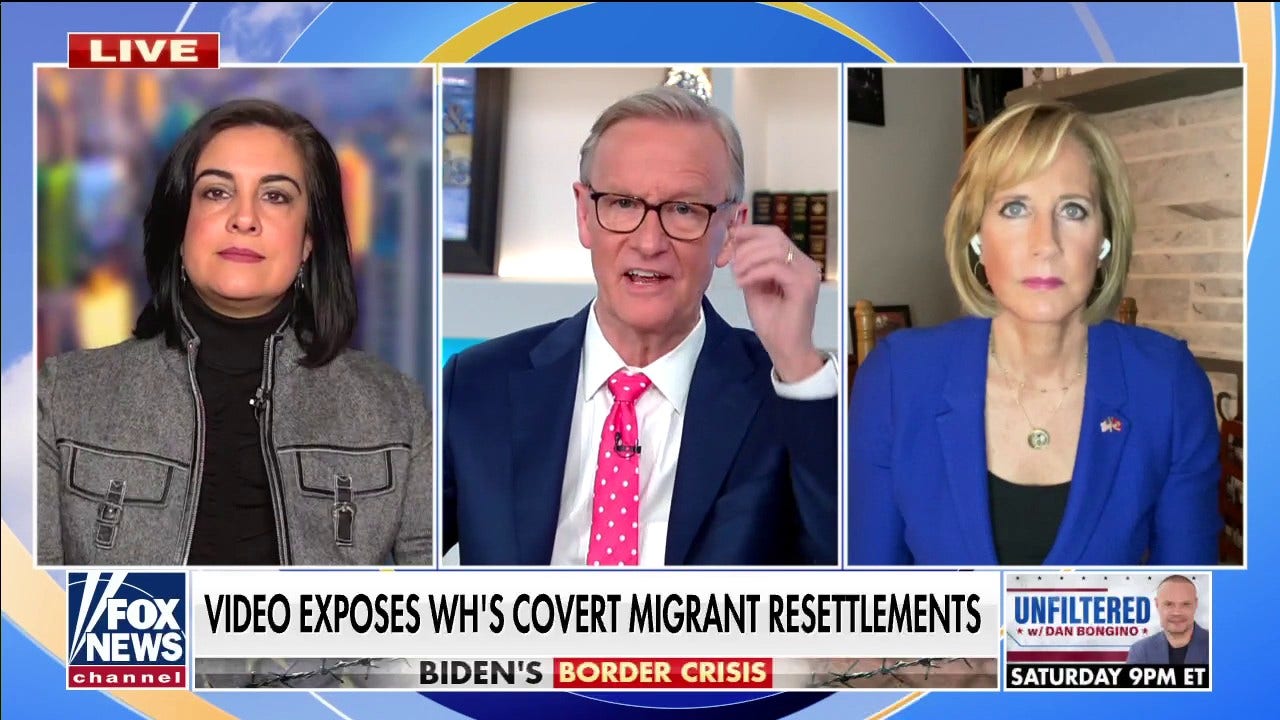 LIVE
FOX
NEWS
channel
VIDEO EXPOSES WH'S COVERT MIGRANT RESETTLEMENTS
BIDEN'S BORDER CRISIS
UNFILTERED
★ W/ DAN BONGINO ★
SATURDAY 9PM ET